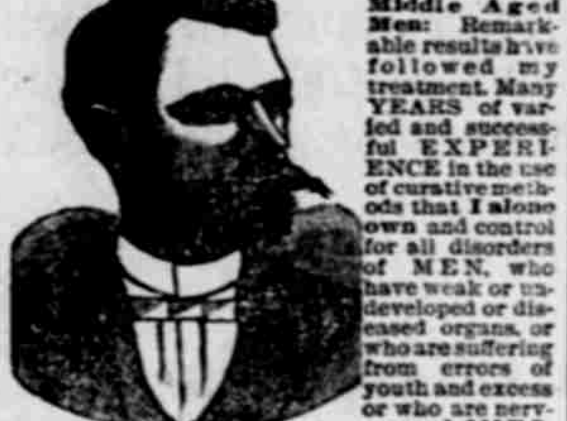 Middle Aged
Men: Remark-
able results have
followed my
treatment. Many
YEARS of var-
ied and success-
ful EXPERI-
ENCE in the use
of curative meth-
ods that I alone
own and control
for all disorders
of MEN, who
have weak or un-
developed or dis-
eased organs, or
who are suffering
from errors of
youth and excess
or who are nerv-